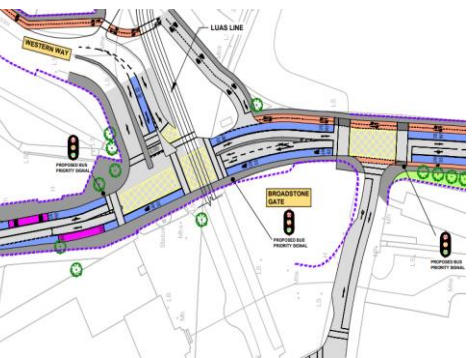 LUAS LINE
WESTERN WAY
PROPOSED BUS
PRIORITY SIGNAL
BROADSTONE
GATE
PROPOSED BUS
PRIORITY SIGNAL
PROPOSED BUS
PRIORITY SIGNAL